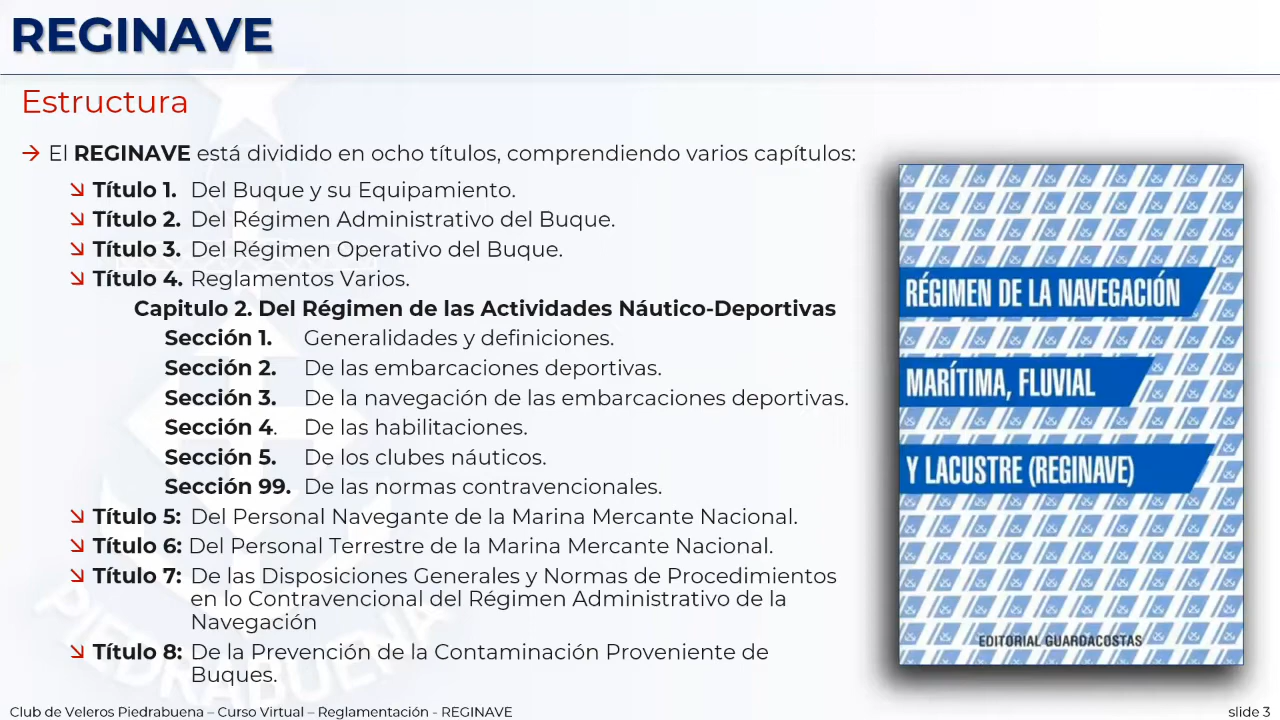 REGINAVE
Estructura
→ El REGINAVE está dividido en ocho títulos, comprendiendo varios capítulos:
↘ Título 1. Del Buque y su Equipamiento.
↘ Título 2. Del Régimen Administrativo del Buque.
↘ Título 3. Del Régimen Operativo del Buque.
↘ Título 4. Reglamentos Varios.
Capitulo 2. Del Régimen de las Actividades Náutico-Deportivas
Sección 1. Generalidades y definiciones.
Sección 2. De las embarcaciones deportivas.
Sección 3. De la navegación de las embarcaciones deportivas.
Sección 4. De las habilitaciones.
Sección 5. De los clubes náuticos.
Sección 99. De las normas contravencionales.
↘ Título 5: Del Personal Navegante de la Marina Mercante Nacional.
↘ Título 6: Del Personal Terrestre de la Marina Mercante Nacional.
↘ Título 7: De las Disposiciones Generales y Normas de Procedimientos
en lo Contravencional del Régimen Administrativo de la
Navegación
↘ Título 8: De la Prevención de la Contaminación Proveniente de
Buques.
RÉGIMEN DE LA NAVEGACIÓN
MARÍTIMA, FLUVIAL
Y LACUSTRE (REGINAVE)
EDITORIAL GUARDACOSTAS
PIEDRABUENA
Club de Veleros Piedrabuena – Curso Virtual – Reglamentación - REGINAVE
slide 3